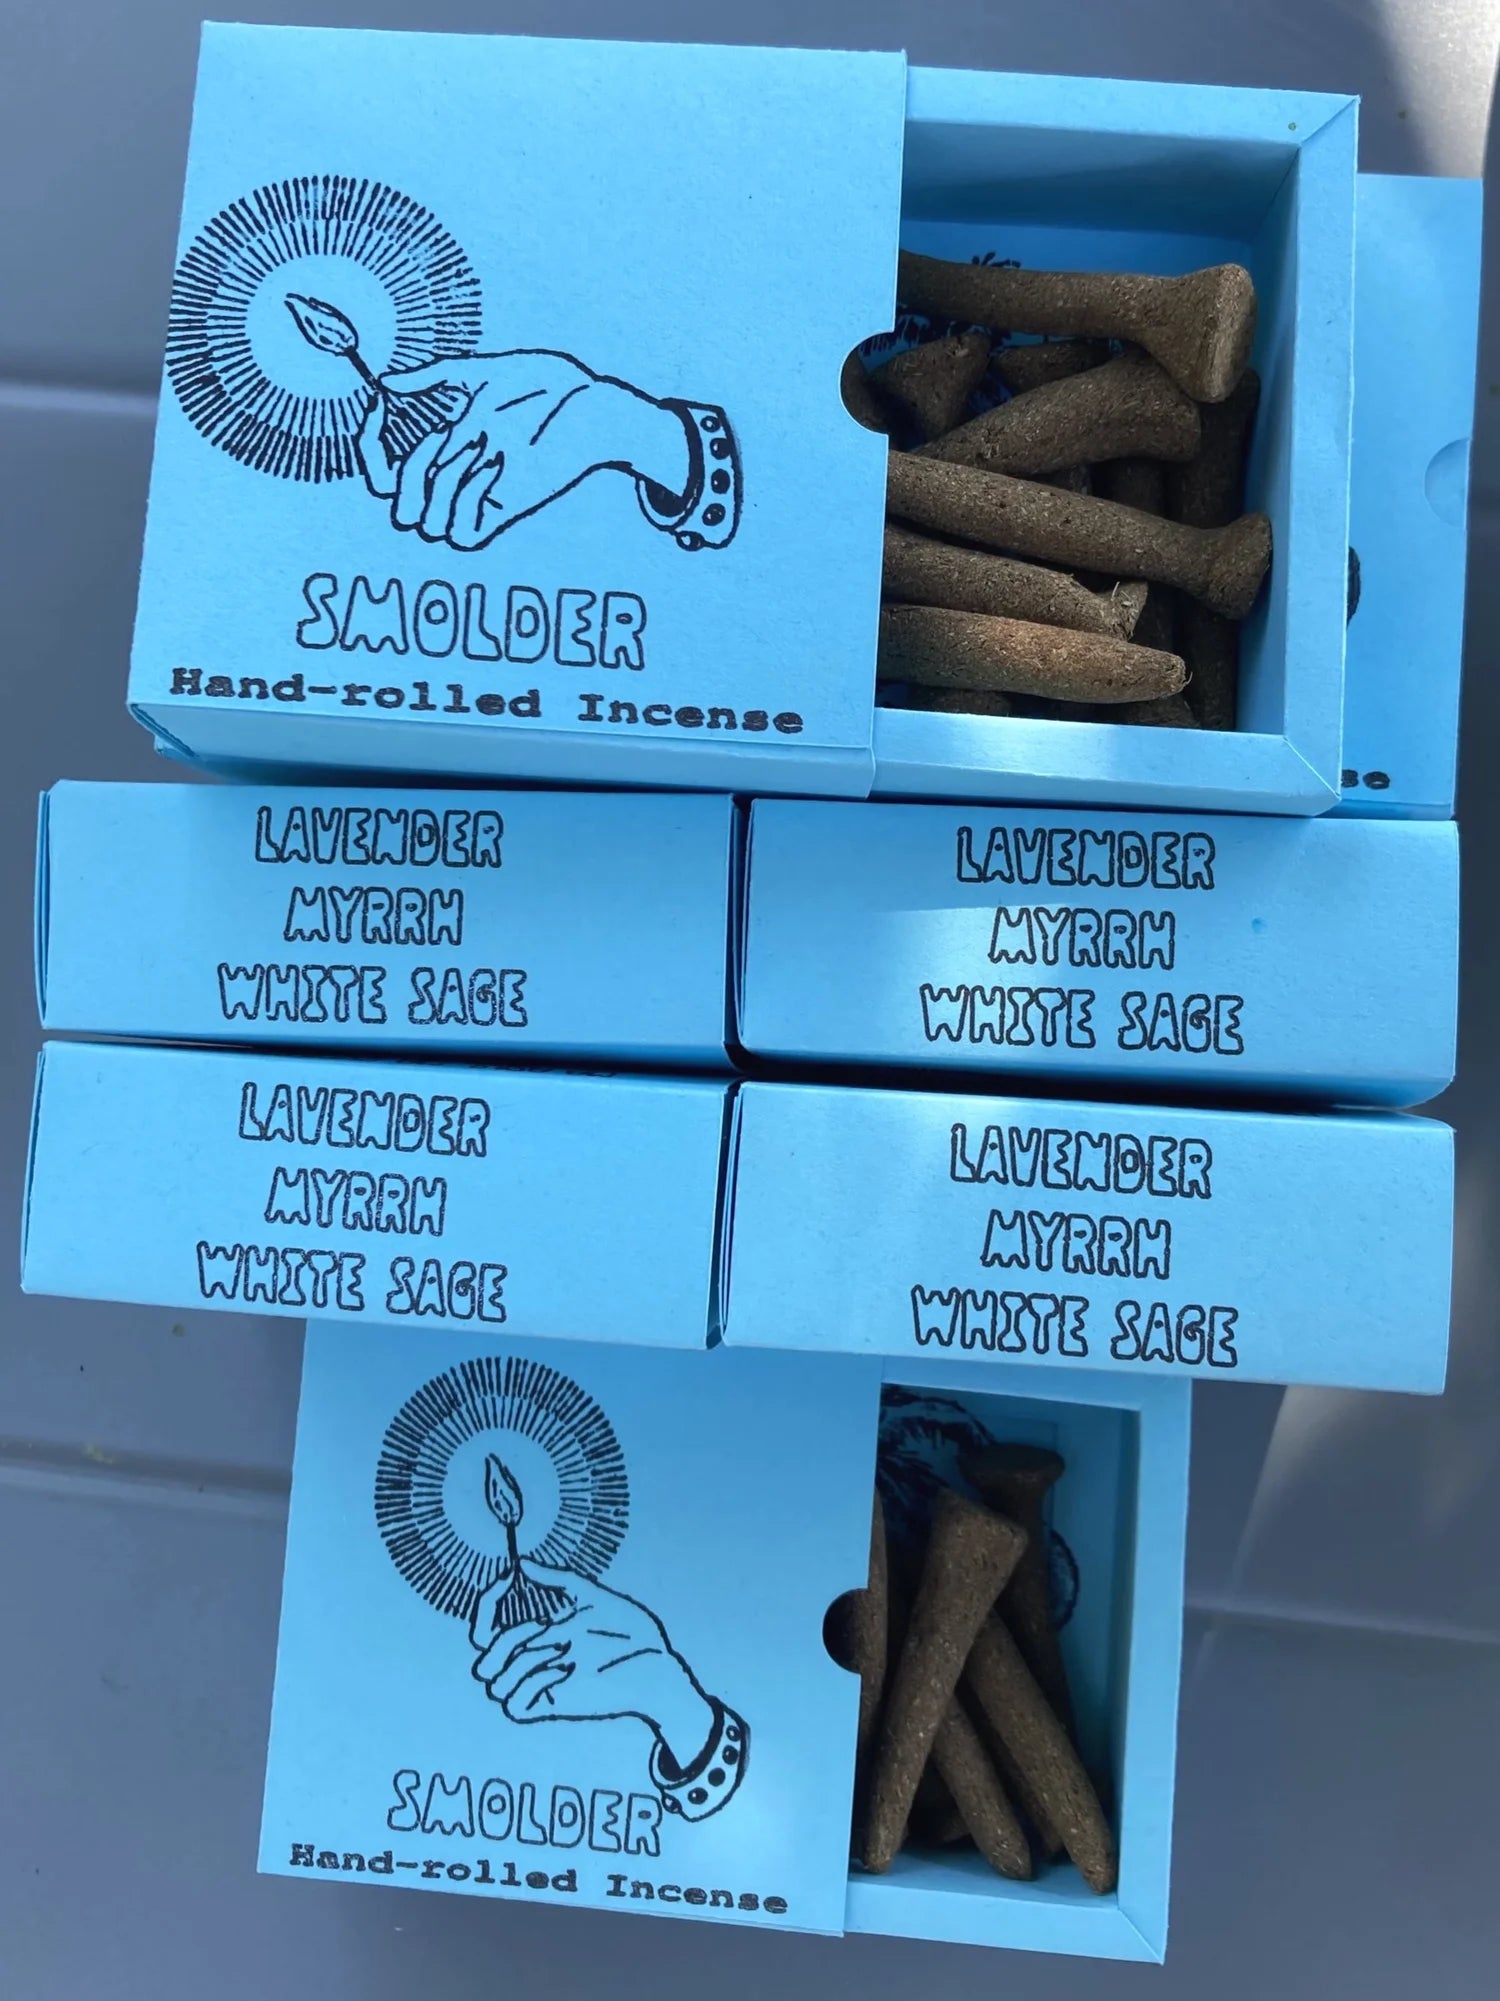 SMOLDER
Hand-rolled Incense
se
LAVENDER
MYRRH
WHITE SAGE
LAVENDER
MYRRH
WHITE SAGE
LAVENDER
MYRRH
WHITE SAGE
LAVENDER
MYRRH
WHITE SAGE
SMOLDER
Hand-rolled Incense